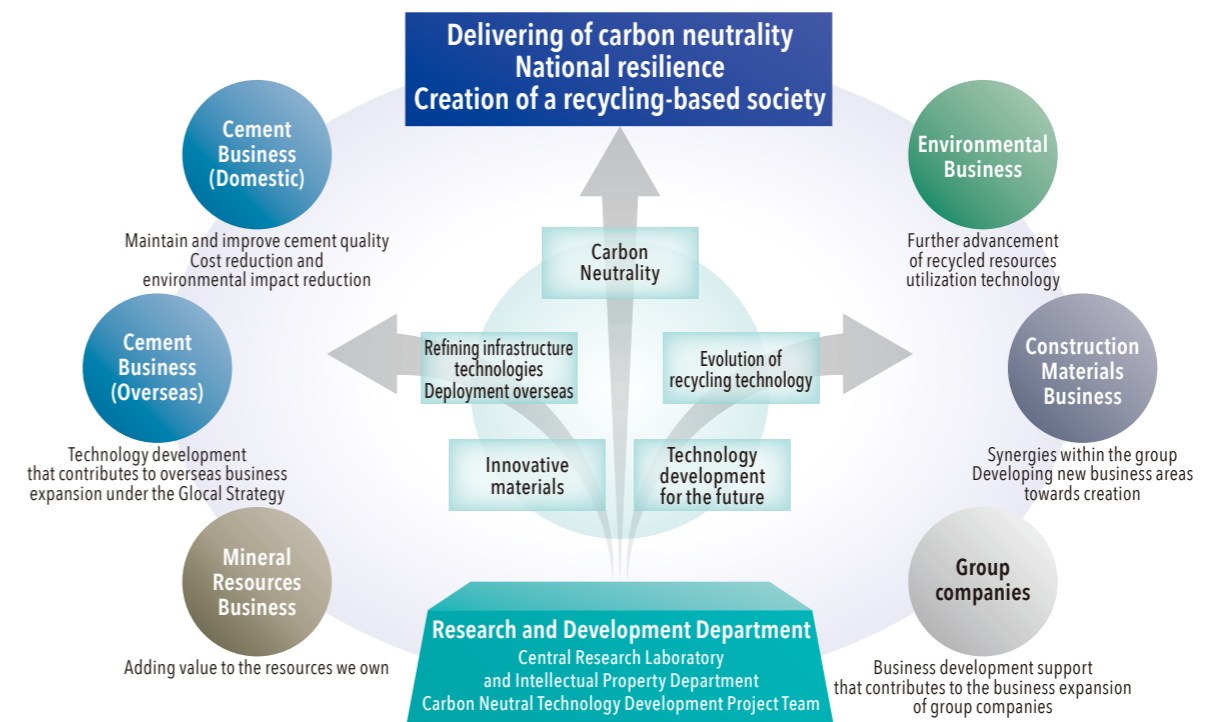 Delivering of carbon neutrality
National resilience
Creation of a recycling-based society
Cement
Business
(Domestic)
Maintain and improve cement quality
Cost reduction and
environmental impact reduction
Cement
Business
(Overseas)
Technology development
that contributes to overseas business
expansion under the Glocal Strategy
Mineral
Resources
Business
Adding value to the resources we own
Carbon
Neutrality
Refining infrastructure
technologies
Deployment overseas
Evolution of
recycling technology
Innovative
materials
Technology
development
for the future
Research and Development Department
Central Research Laboratory
and Intellectual Property Department
Carbon Neutral Technology Development Project Team
Environmental
Business
Further advancement
of recycled resources
utilization technology
Construction
Materials
Business
Synergies within the group
Developing new business areas
towards creation
Group
companies
Business development support
that contributes to the business expansion
of group companies